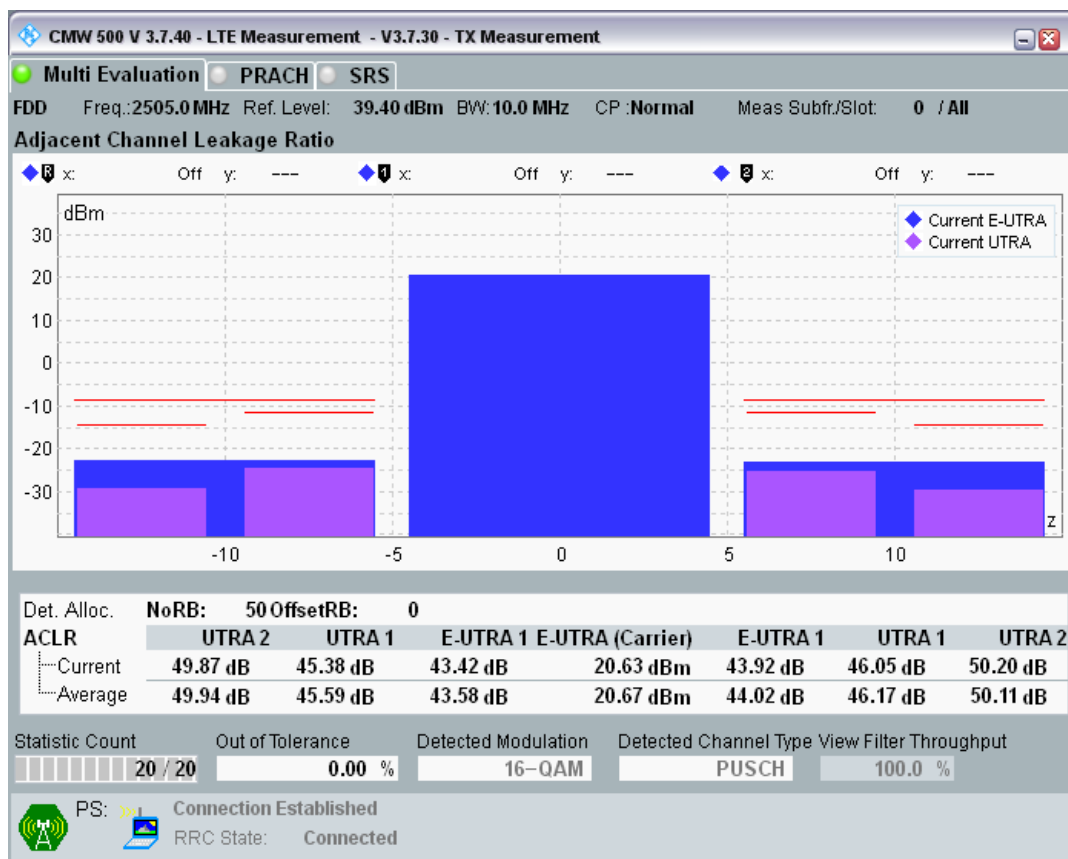 CMW 500 V 3.7.40 - LTE Measurement - V3.7.30 - TX Measurement
Multi Evaluation PRACH SRS
FDD Freq.:2505.0 MHz Ref. Level: 39.40 dBm BW: 10.0 MHz CP :Normal Meas Subfr./Slot: 0 / All
Adjacent Channel Leakage Ratio
R x: Off y: --- 1 x: Off y: --- 2 x: Off y: ---
dBm
Current E-UTRA
Current UTRA
30
20
10
0
-10
-20
-30
z
-10 -5 0 5 10
Det. Alloc. NoRB: 50 OffsetRB: 0
ACLR UTRA 2 UTRA 1 E-UTRA 1 E-UTRA (Carrier) E-UTRA 1 UTRA 1 UTRA 2
Current 49.87 dB 45.38 dB 43.42 dB 20.63 dBm 43.92 dB 46.05 dB 50.20 dB
Average 49.94 dB 45.59 dB 43.58 dB 20.67 dBm 44.02 dB 46.17 dB 50.11 dB
Statistic Count Out of Tolerance Detected Modulation Detected Channel Type View Filter Throughput
20 / 20 0.00 % 16-QAM PUSCH 100.0 %
PS: Connection Established
RRC State: Connected